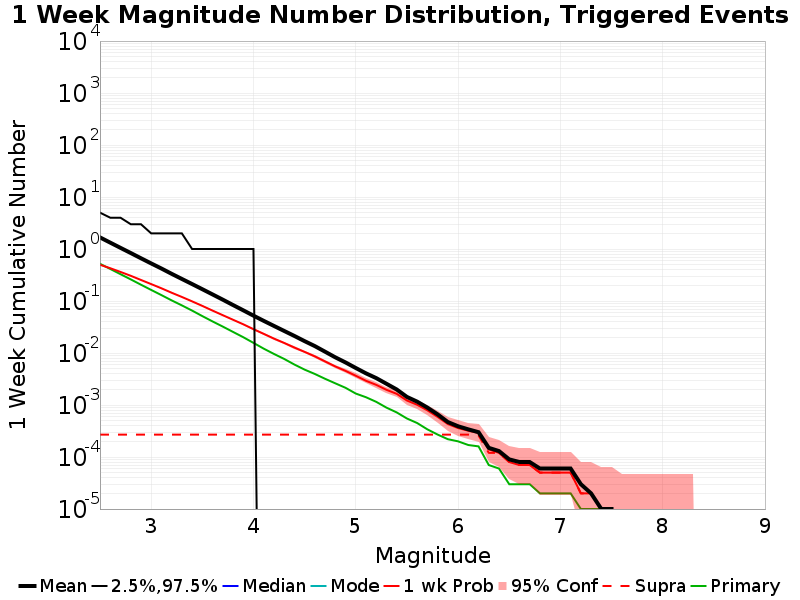 1 Week Magnitude Number Distribution, Triggered Events
10^4
10^3
10^2
10^1
10^0
10^-1
10^-2
10^-3
10^-4
10^-5
1 Week Cumulative Number
3 4 5 6 7 8 9
Magnitude
Mean 2.5%,97.5% Median Mode 1 wk Prob 95% Conf Supra Primary